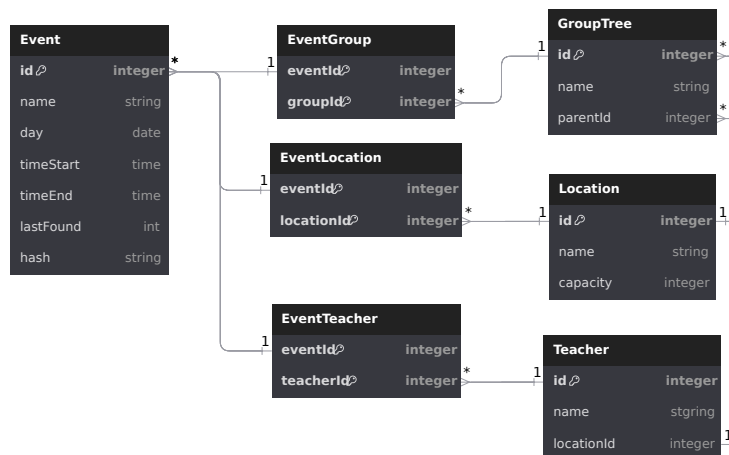 Event
id integer
name string
day date
timeStart time
timeEnd time
lastFound int
hash string
*
1
EventGroup
eventId integer
groupId integer
*
1
EventLocation
eventId integer
locationId integer
*
1
EventTeacher
eventId integer
teacherId integer
*
1
GroupTree
id integer
name string
parentId integer
*
*
1
Location
id integer
name string
capacity integer
1
1
Teacher
id integer
name stgring
locationId integer
1